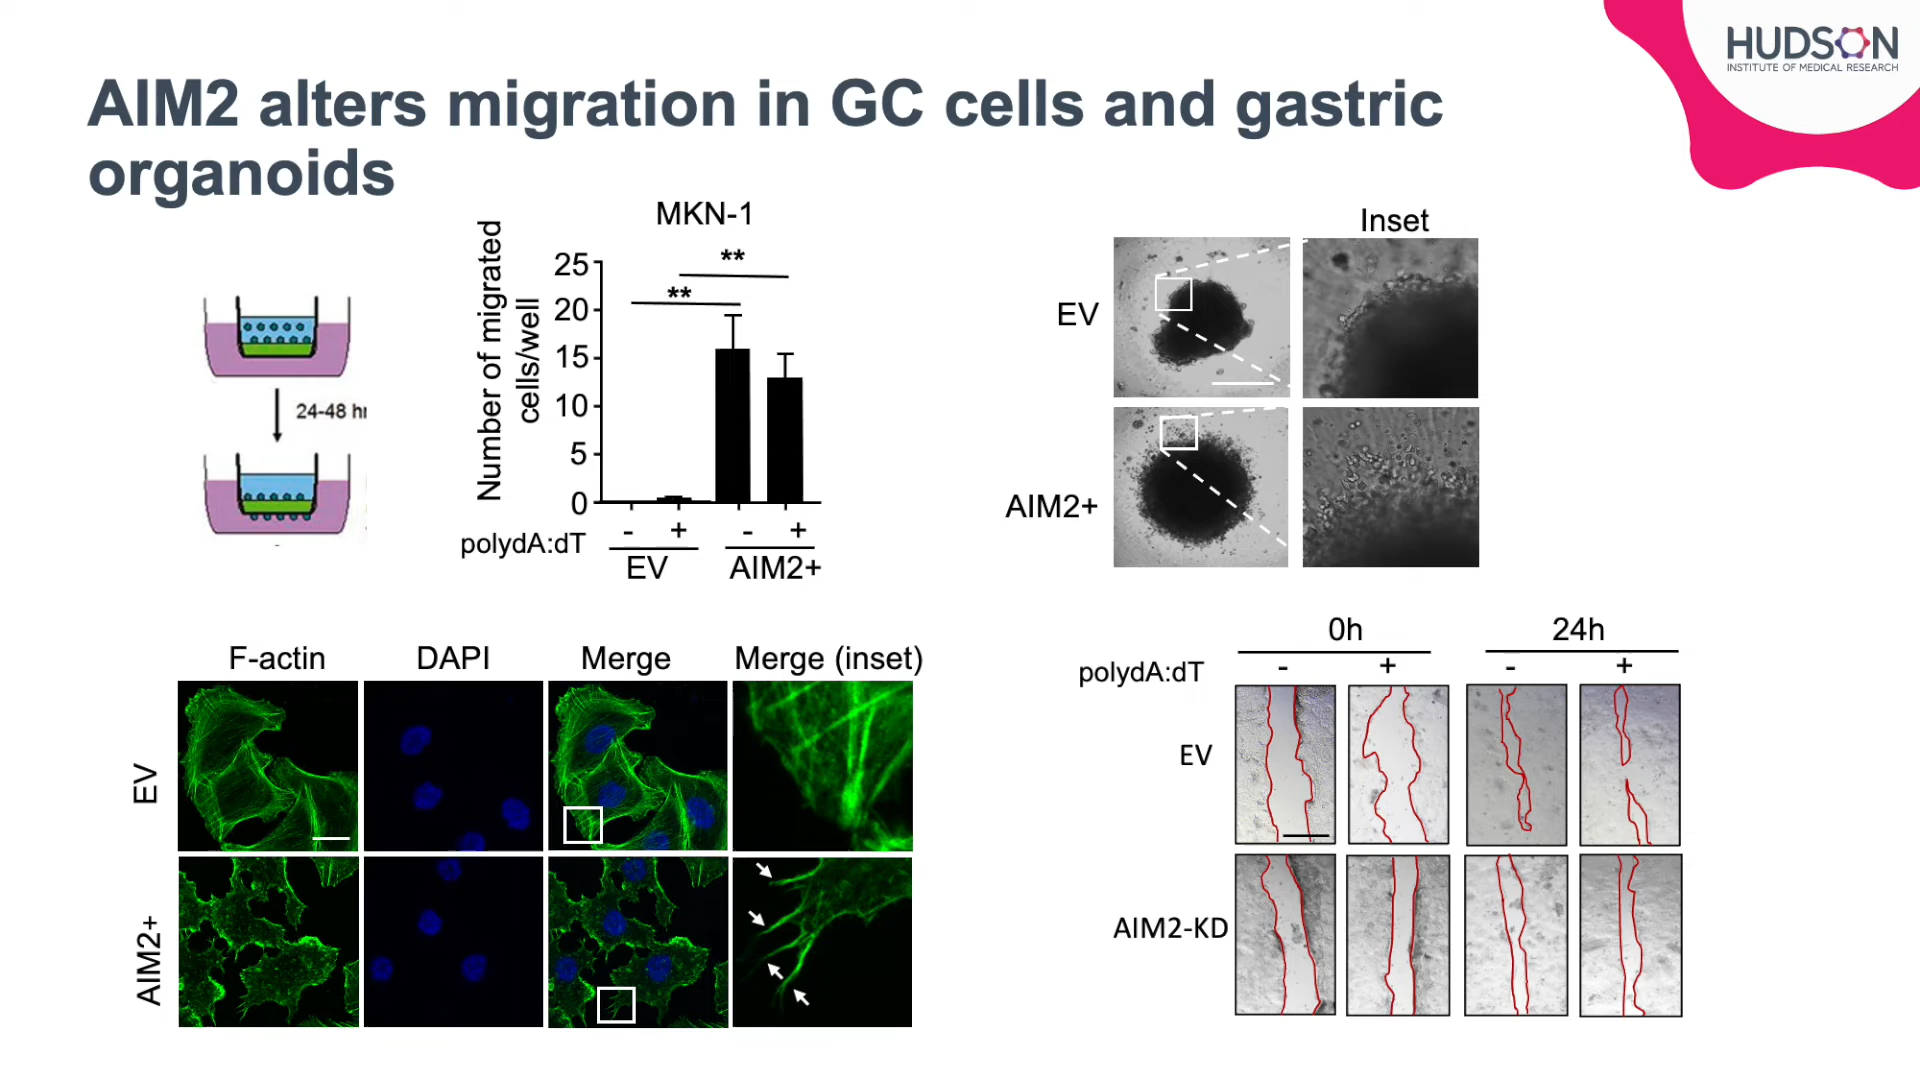 HUDSON
INSTITUTE OF MEDICAL RESEARCH
AIM2 alters migration in GC cells and gastric
organoids
MKN-1
Number of migrated
cells/well
25
20
15
10
5
0
**
**
polydA:dT
- + - +
EV AIM2+
24-48 hr
Inset
EV
AIM2+
F-actin DAPI Merge Merge (inset)
EV
AIM2+
0h 24h
polydA:dT - + - +
EV
AIM2-KD